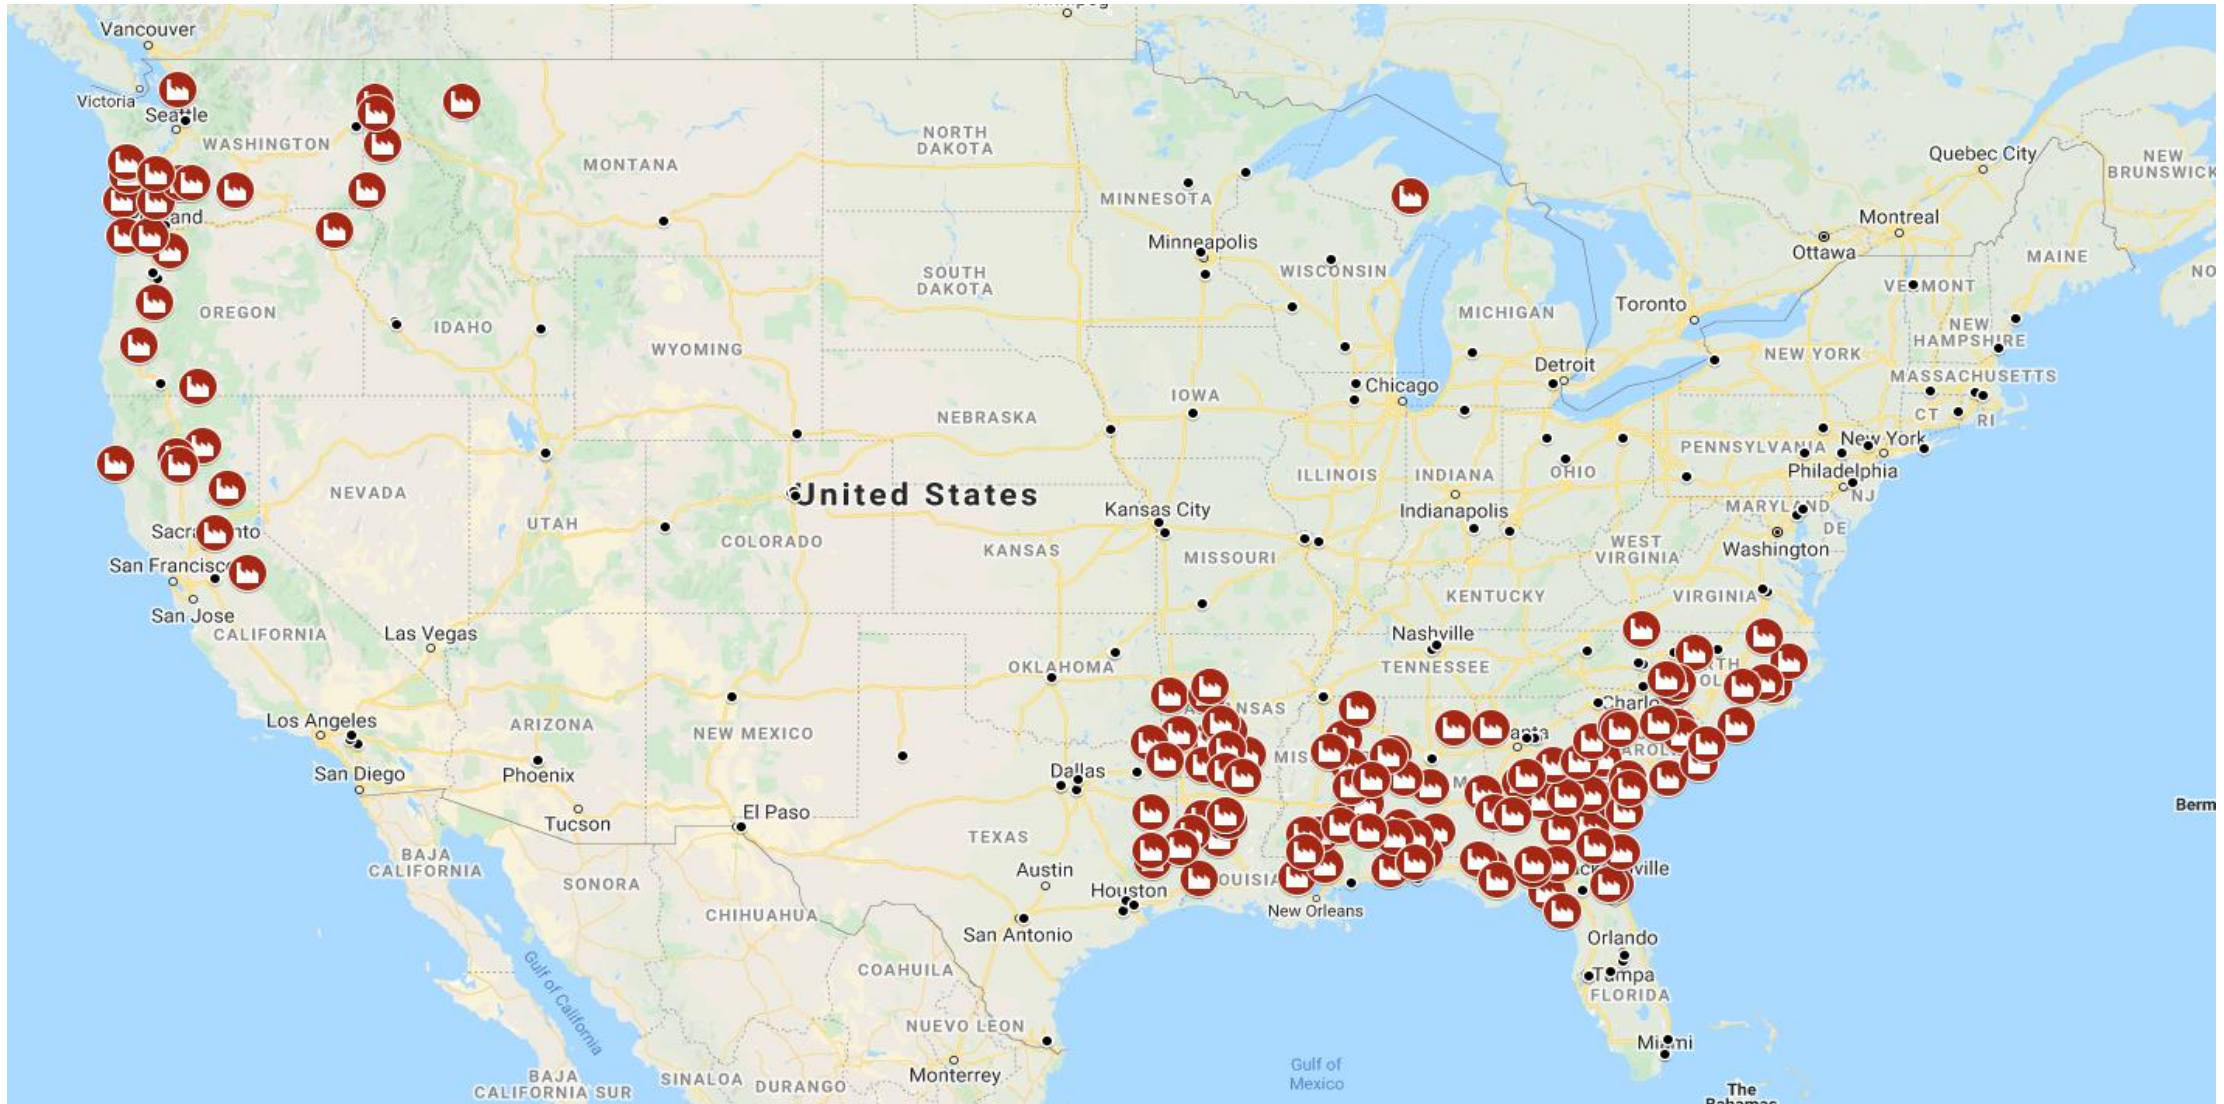 Vancouver
Victoria
Seattle
WASHINGTON
MONTANA
NORTH
DAKOTA
MINNESOTA
Quebec City
NEW
BRUNSWICK
Montreal
Ottawa
MAINE
Minneapolis
WISCONSIN
SOUTH
DAKOTA
VERMONT
Toronto
OREGON
IDAHO
MICHIGAN
NEW
HAMPSHIRE
WYOMING
NEW YORK
Detroit
MASSACHUSETTS
Chicago
IOWA
NEBRASKA
CT
RI
PENNSYLVANIA
New York
Philadelphia
NJ
ILLINOIS
INDIANA
OHIO
NEVADA
United States
Kansas City
Indianapolis
MARYLAND
DE
UTAH
COLORADO
KANSAS
MISSOURI
WEST
VIRGINIA
Washington
San Francisco
San Jose
CALIFORNIA
Las Vegas
KENTUCKY
VIRGINIA
Nashville
TENNESSEE
OKLAHOMA
Los Angeles
ARIZONA
NEW MEXICO
San Diego
Phoenix
Dallas
Tucson
El Paso
TEXAS
BAJA
CALIFORNIA
SONORA
Austin
Houston
CHIHUAHUA
San Antonio
New Orleans
Orlando
Tampa
FLORIDA
COAHUILA
Gulf of California
NUEVO LEON
Miami
Monterrey
Gulf of
Mexico
BAJA
CALIFORNIA SUR
SINALOA
DURANGO
The